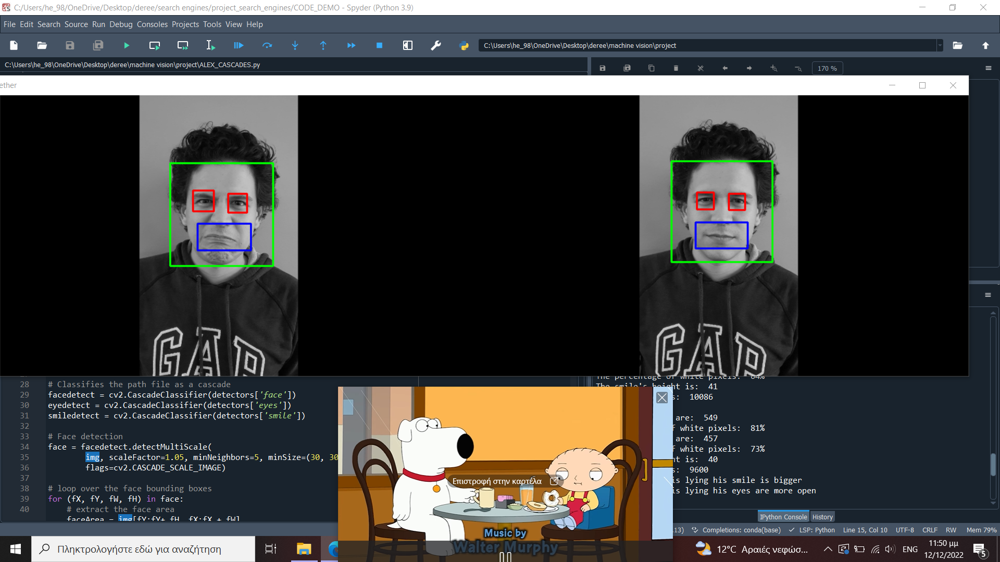 C:/Users/he_98/OneDrive/Desktop/deree/search engines/project_search_engines/CODE_DEMO - Spyder (Python 3.9)
File Edit Search Source Run Debug Consoles Projects Tools View Help
C:\Users\he_98\OneDrive\Desktop\deree\machine vision\project
C:\Users\he_98\OneDrive\Desktop\deree\machine vision\project\ALEX_CASCADES.py
170 %
ether
GAP
GAP
28 # Classifies the path file as a cascade
29 facedetect = cv2.CascadeClassifier(detectors['face'])
30 eyedetect = cv2.CascadeClassifier(detectors['eyes'])
31 smiledetect = cv2.CascadeClassifier(detectors['smile'])
32
33 # Face detection
34 face = facedetect.detectMultiScale(
35 img, scaleFactor=1.05, minNeighbors=5, minSize=(30, 30
36 flags=cv2.CASCADE_SCALE_IMAGE)
37
38 # loop over the face bounding boxes
39 for (fX, fY, fW, fH) in face:
40 # extract the face area
faceArea = img[fY:fY+ fH, fX:fX + fW]
The percentage of white pixels: 64%
The smile's height is: 41
s: 10086
are: 549
f white pixels: 81%
are: 457
f white pixels: 73%
ht is: 40
s: 9600
is lying his smile is bigger
is lying his eyes are more open
Επιστροφή στην καρτέλα
Music by
Walter Murphy
IPython Console History
.13) Completions: conda(base) LSP: Python Line 15, Col 10 UTF-8 CRLF RW Mem 79%
Πληκτρολογήστε εδώ για αναζήτηση
12°C Αραιές νεφώσ...
ENG
11:50 μμ
12/12/2022
5